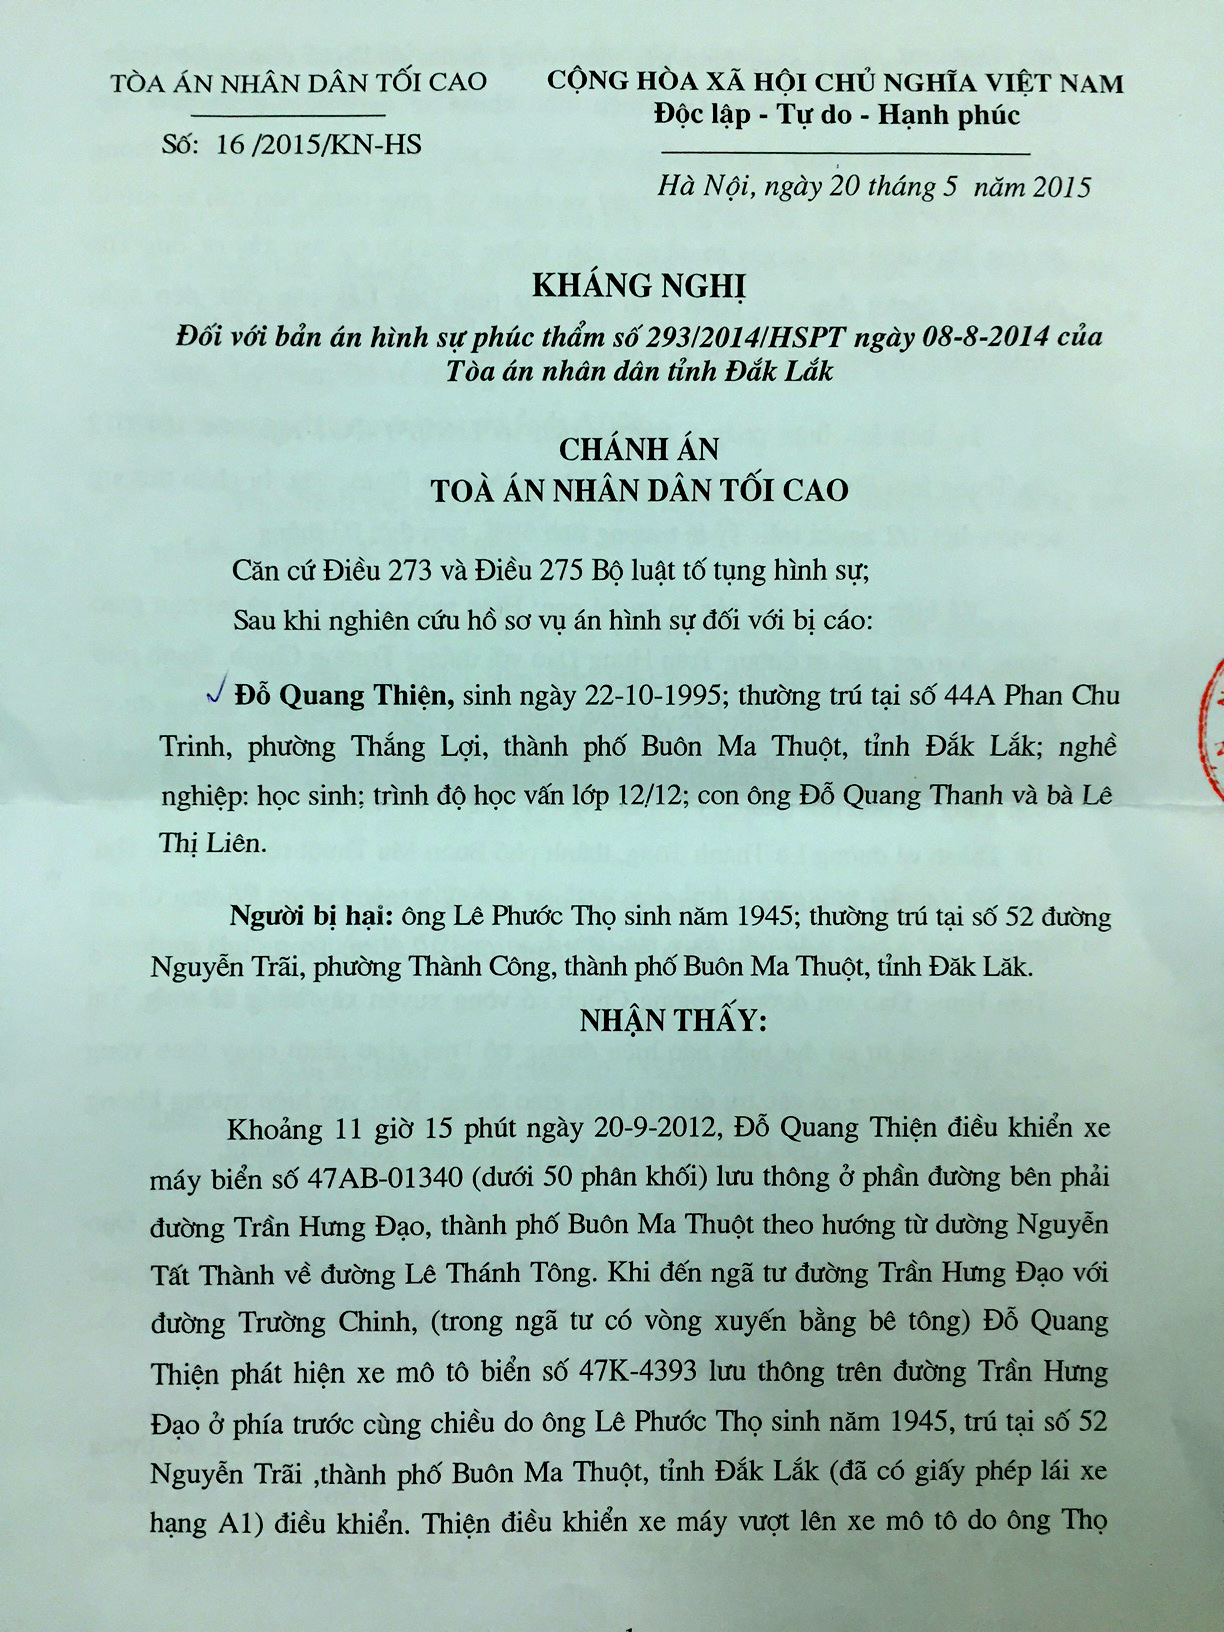 TÒA ÁN NHÂN DÂN TỐI CAO
Số: 16 /2015/KN-HS
CỘNG HÒA XÃ HỘI CHỦ NGHĨA VIỆT NAM
Độc lập - Tự do - Hạnh phúc
Hà Nội, ngày 20 tháng 5 năm 2015
KHÁNG NGHỊ
Đối với bản án hình sự phúc thẩm số 293/2014/HSPT ngày 08-8-2014 của
Tòa án nhân dân tỉnh Đắk Lắk
CHÁNH ÁN
TOÀ ÁN NHÂN DÂN TỐI CAO
Căn cứ Điều 273 và Điều 275 Bộ luật tố tụng hình sự;
Sau khi nghiên cứu hồ sơ vụ án hình sự đối với bị cáo:
Đỗ Quang Thiện, sinh ngày 22-10-1995; thường trú tại số 44A Phan Chu
Trinh, phường Thắng Lợi, thành phố Buôn Ma Thuột, tỉnh Đắk Lắk; nghề
nghiệp: học sinh; trình độ học vấn lớp 12/12; con ông Đỗ Quang Thanh và bà Lê
Thị Liên.
Người bị hại: ông Lê Phước Thọ sinh năm 1945; thường trú tại số 52 đường
Nguyễn Trãi, phường Thành Công, thành phố Buôn Ma Thuột, tỉnh Đăk Lăk.
NHẬN THẤY:
Khoảng 11 giờ 15 phút ngày 20-9-2012, Đỗ Quang Thiện điều khiển xe
máy biển số 47AB-01340 (dưới 50 phân khối) lưu thông ở phần đường bên phải
đường Trần Hưng Đạo, thành phố Buôn Ma Thuột theo hướng từ dường Nguyễn
Tất Thành về đường Lê Thánh Tông. Khi đến ngã tư đường Trần Hưng Đạo với
đường Trường Chinh, (trong ngã tư có vòng xuyến bằng bê tông) Đỗ Quang
Thiện phát hiện xe mô tô biển số 47K-4393 lưu thông trên đường Trần Hưng
Đạo ở phía trước cùng chiều do ông Lê Phước Thọ sinh năm 1945, trú tại số 52
Nguyễn Trãi ,thành phố Buôn Ma Thuột, tỉnh Đắk Lắk (đã có giấy phép lái xe
hạng A1) điều khiển. Thiện điều khiển xe máy vượt lên xe mô tô do ông Thọ